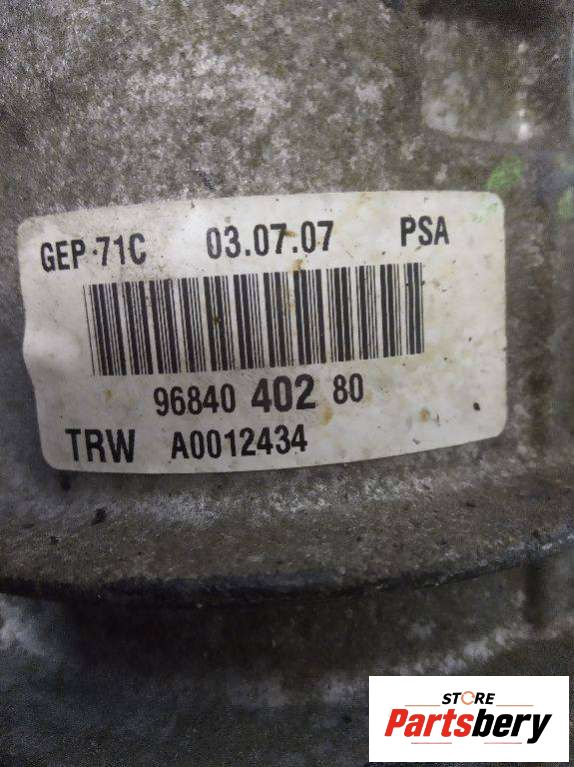 GEP 71C 03.07.07 PSA
96840 402 80
TRW A0012434
STORE
Partsbery